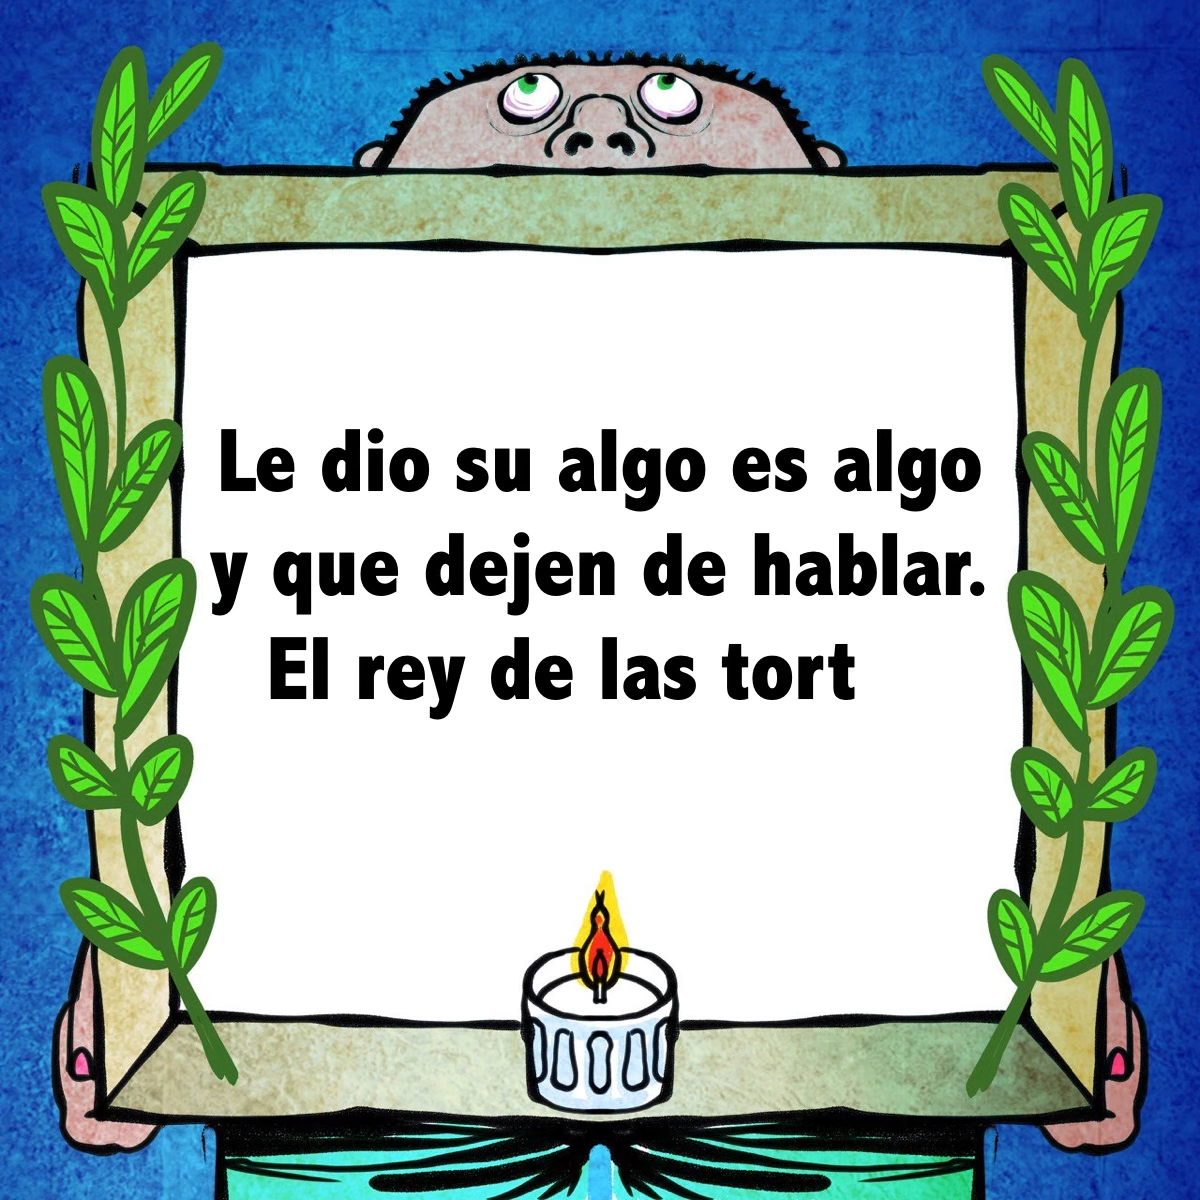 Le dio su algo es algo
y que dejen de hablar.
El rey de las tort